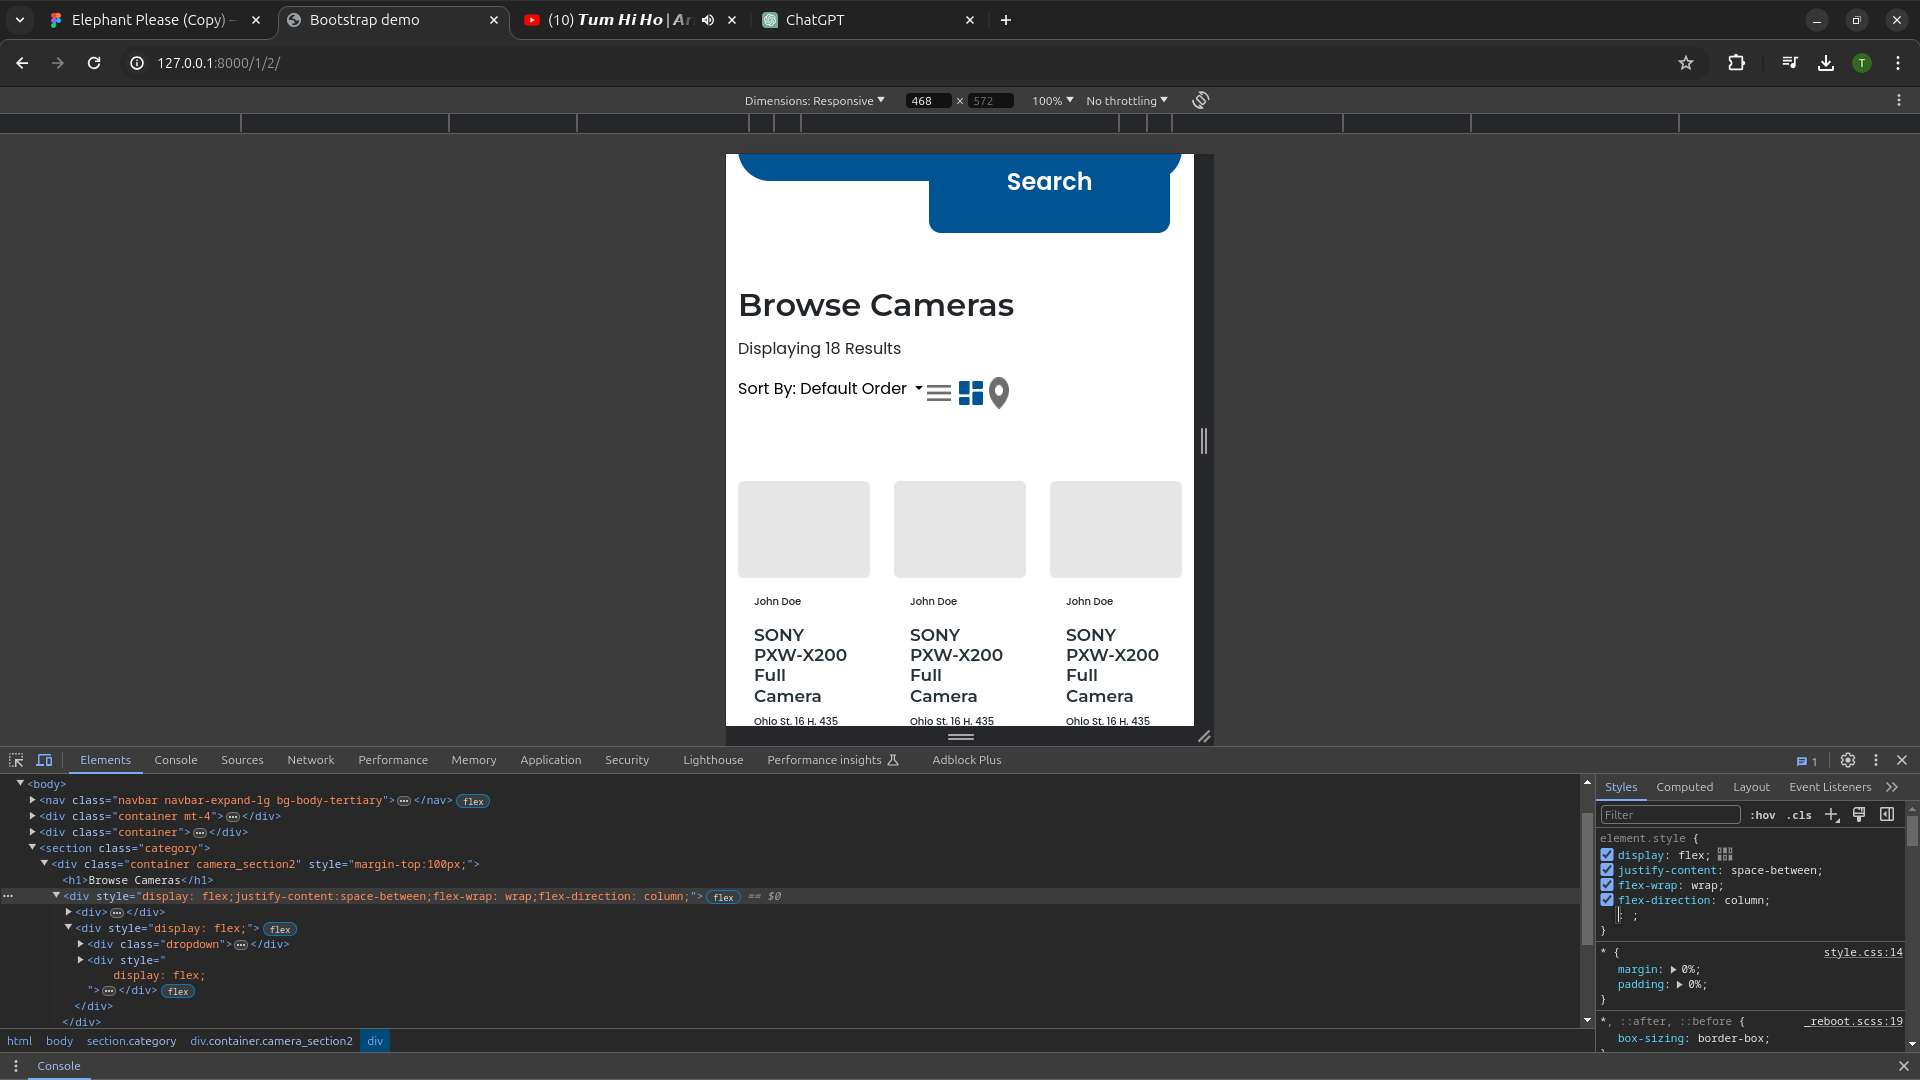 Elephant Please (Copy) –
Bootstrap demo
(10) Tum Hi Ho | Ar
ChatGPT
127.0.0.1:8000/1/2/
T
Dimensions: Responsive
468 × 572
100%
No throttling
Search
Browse Cameras
Displaying 18 Results
Sort By: Default Order
John Doe
SONY
PXW-X200
Full
Camera
Ohio St. 16 H. 435
John Doe
SONY
PXW-X200
Full
Camera
Ohio St. 16 H. 435
John Doe
SONY
PXW-X200
Full
Camera
Ohio St. 16 H. 435
Elements Console Sources Network Performance Memory Application Security Lighthouse Performance insights Adblock Plus
1
<body>
<nav class="navbar navbar-expand-lg bg-body-tertiary">…</nav> flex
<div class="container mt-4">…</div>
<div class="container">…</div>
<section class="category">
<div class="container camera_section2" style="margin-top:100px;">
<h1>Browse Cameras</h1>
<div style="display: flex;justify-content:space-between;flex-wrap: wrap;flex-direction: column;"> flex == $0
<div>…</div>
<div style="display: flex;"> flex
<div class="dropdown">…</div>
<div style="
display: flex;
">…</div> flex
</div>
</div>
html body section.category div.container.camera_section2 div
Console
Styles Computed Layout Event Listeners
Filter :hov .cls
element.style {
display: flex;
justify-content: space-between;
flex-wrap: wrap;
flex-direction: column;
: ;
}
* { style.css:14
margin: 0%;
padding: 0%;
}
*, ::after, ::before { _reboot.scss:19
box-sizing: border-box;